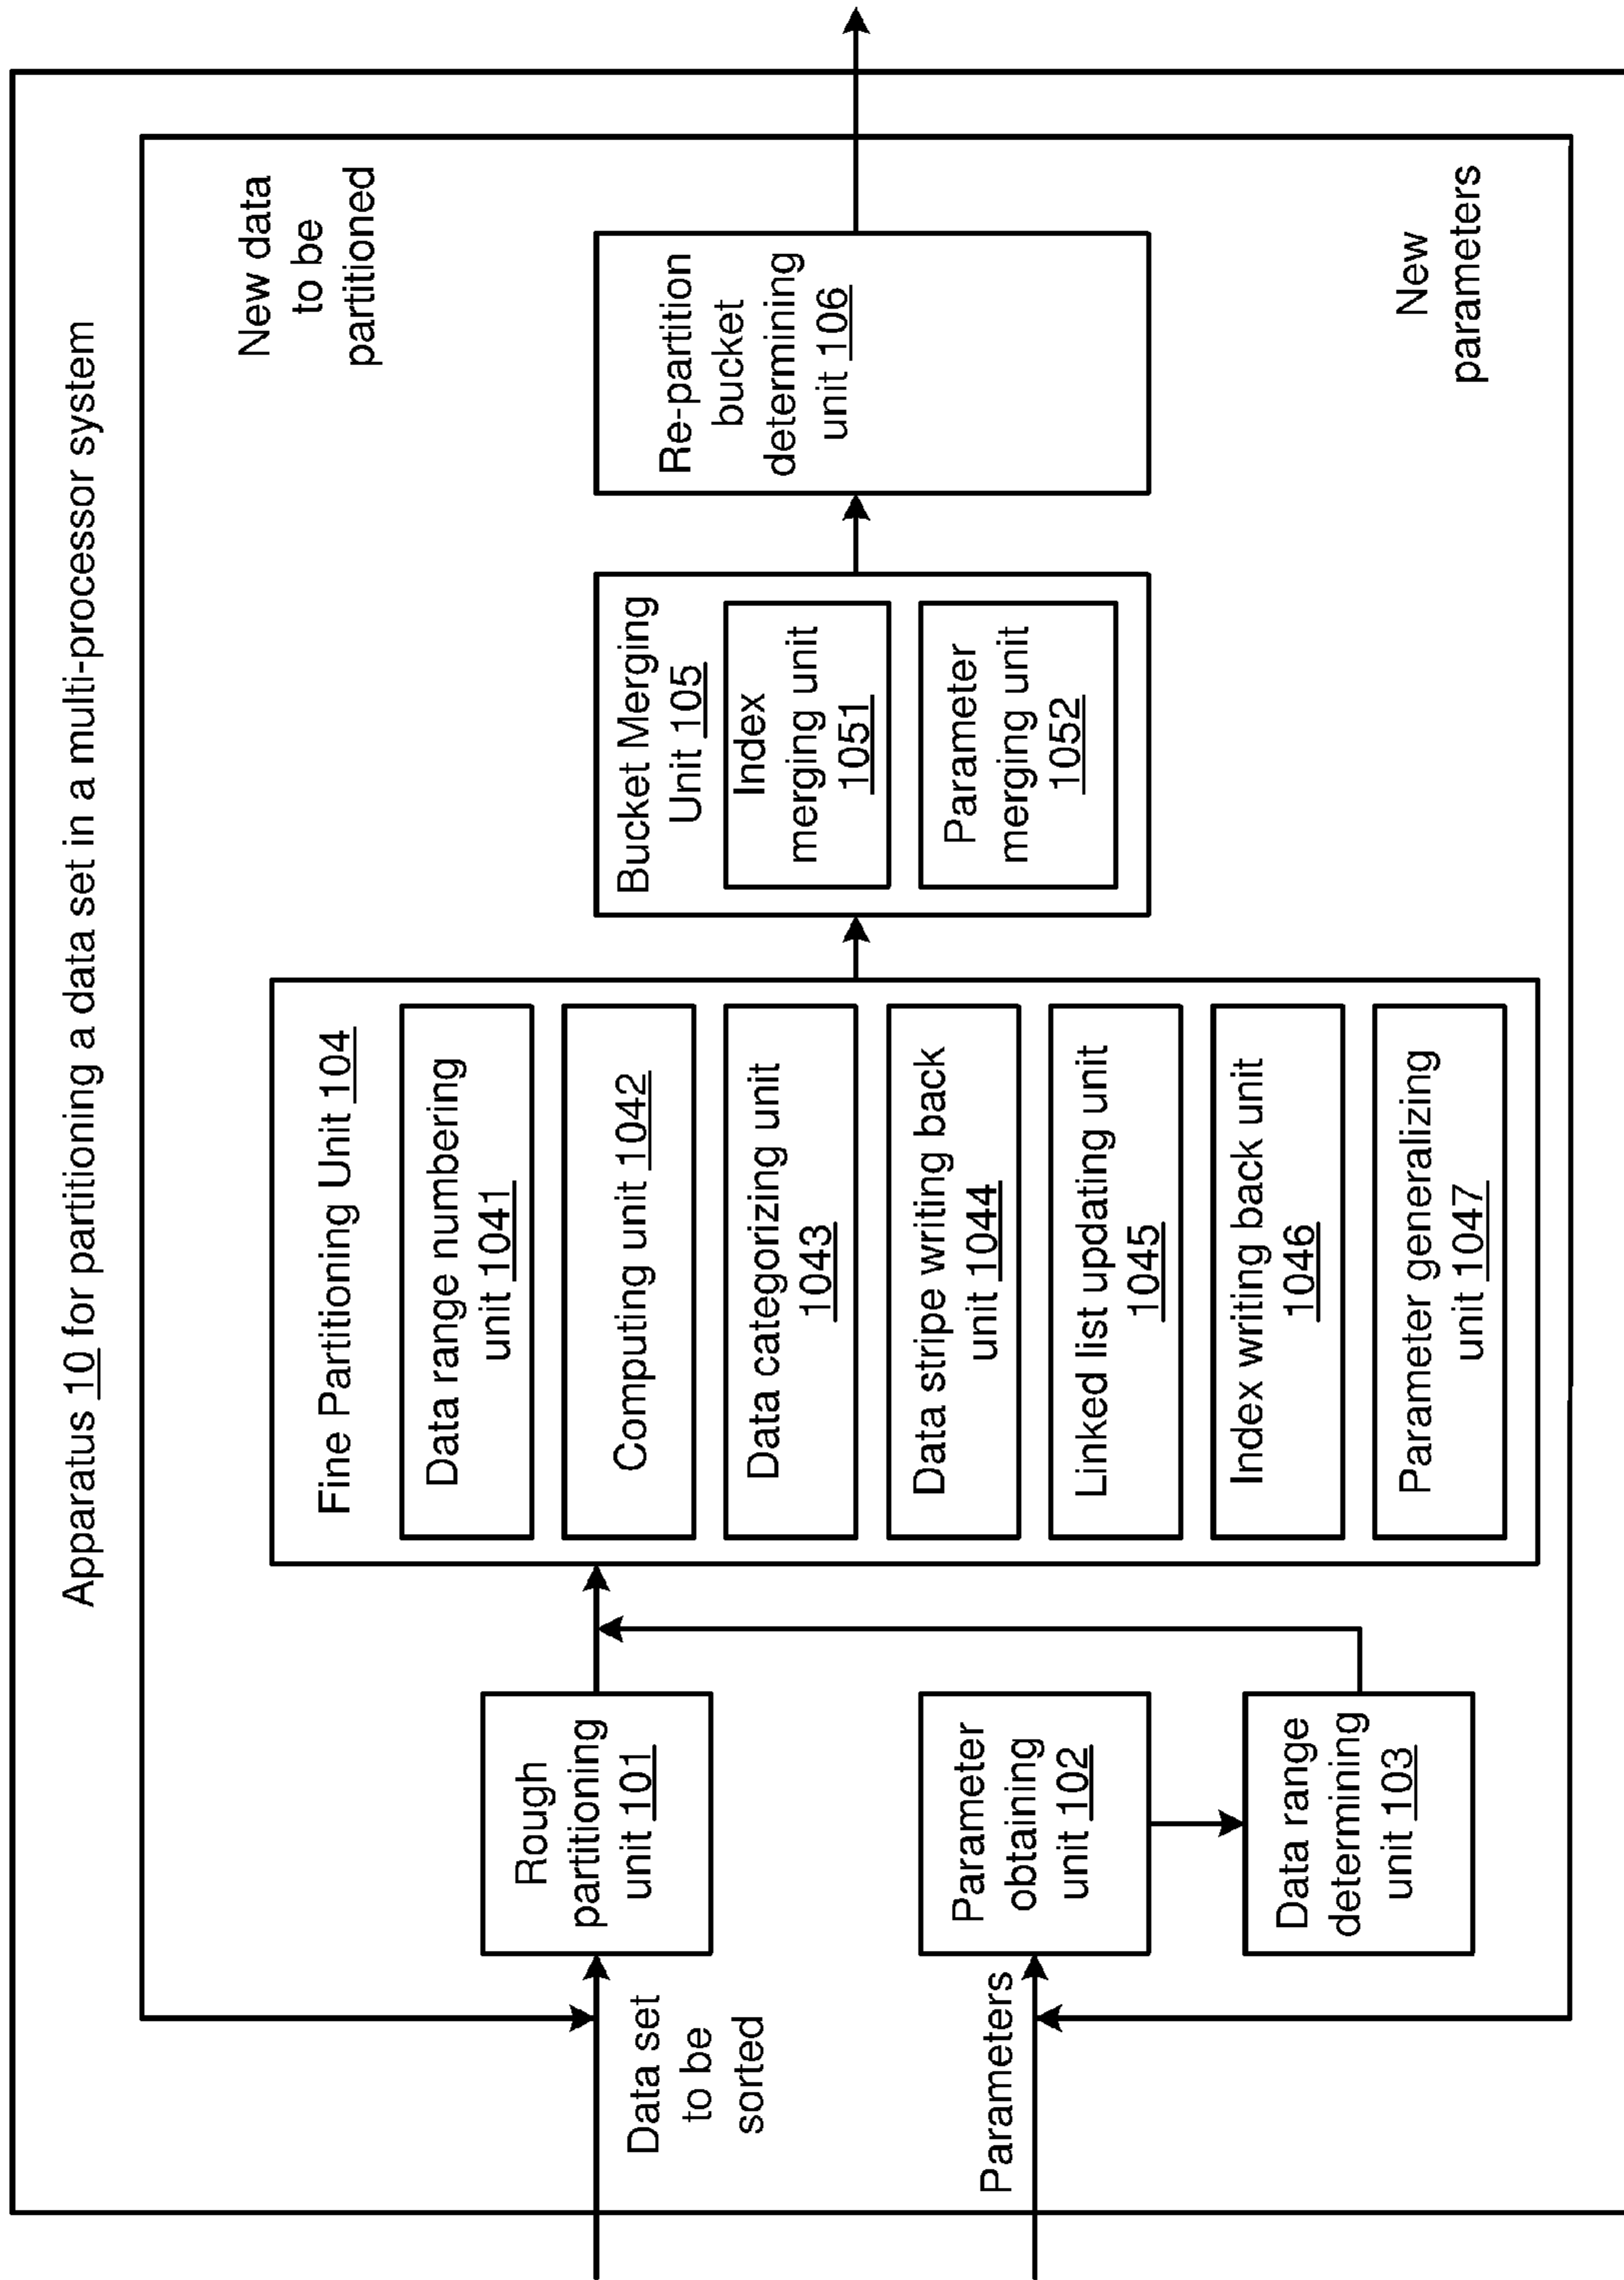 Apparatus 10 for partitioning a data set in a multi-processor system
Data set
to be
sorted
Parameters
Rough
partitioning
unit 101
Parameter
obtaining
unit 102
Data range
determining
unit 103
Fine Partitioning Unit 104
Data range numbering
unit 1041
Computing unit 1042
Data categorizing unit
1043
Data stripe writing back
unit 1044
Linked list updating unit
1045
Index writing back unit
1046
Parameter generalizing
unit 1047
Bucket Merging
Unit 105
Index
merging unit
1051
Parameter
merging unit
1052
Re-partition
bucket
determining
unit 106
New data
to be
partitioned
New
parameters